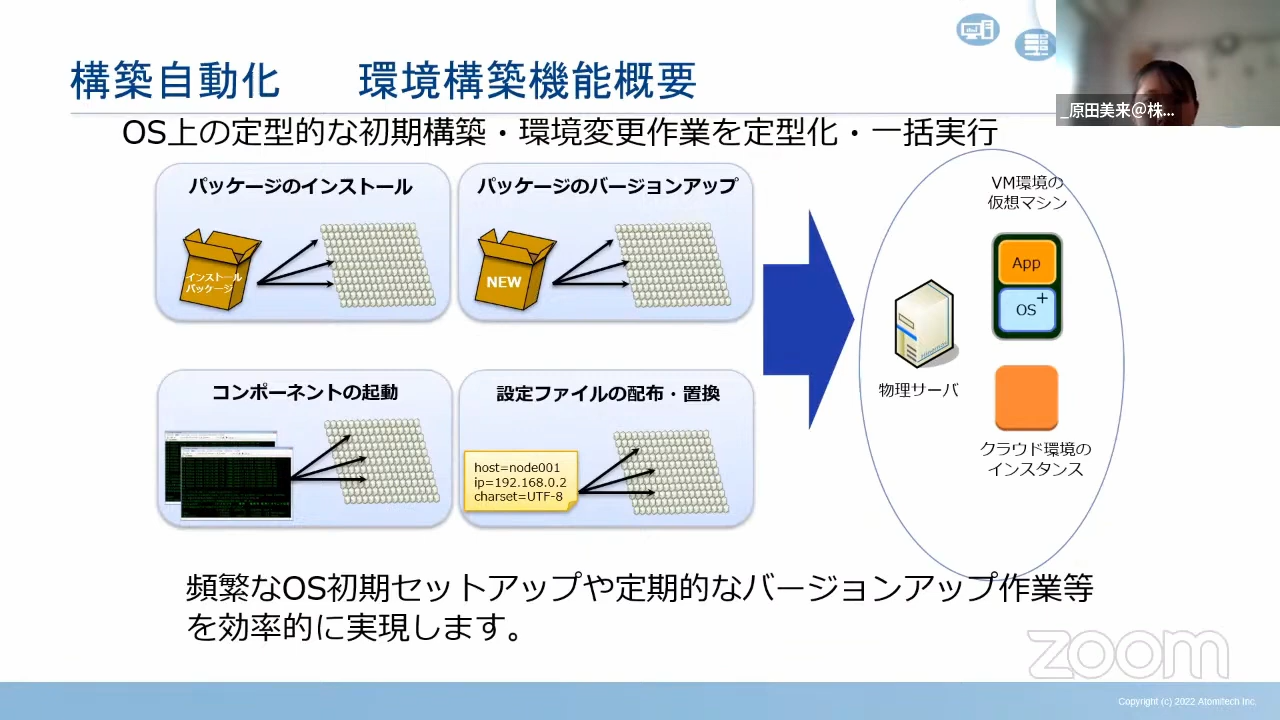 構築自動化　環境構築機能概要
_原田美来@株...
OS上の定型的な初期構築・環境変更作業を定型化・一括実行
パッケージのインストール
インストール
パッケージ
パッケージのバージョンアップ
NEW
コンポーネントの起動
設定ファイルの配布・置換
host=node001
ip=192.168.0.2
charset=UTF-8
VM環境の
仮想マシン
App
OS
物理サーバ
クラウド環境の
インスタンス
頻繁なOS初期セットアップや定期的なバージョンアップ作業等
を効率的に実現します。
zoom
Copyright (c) 2022 Atomitech Inc.